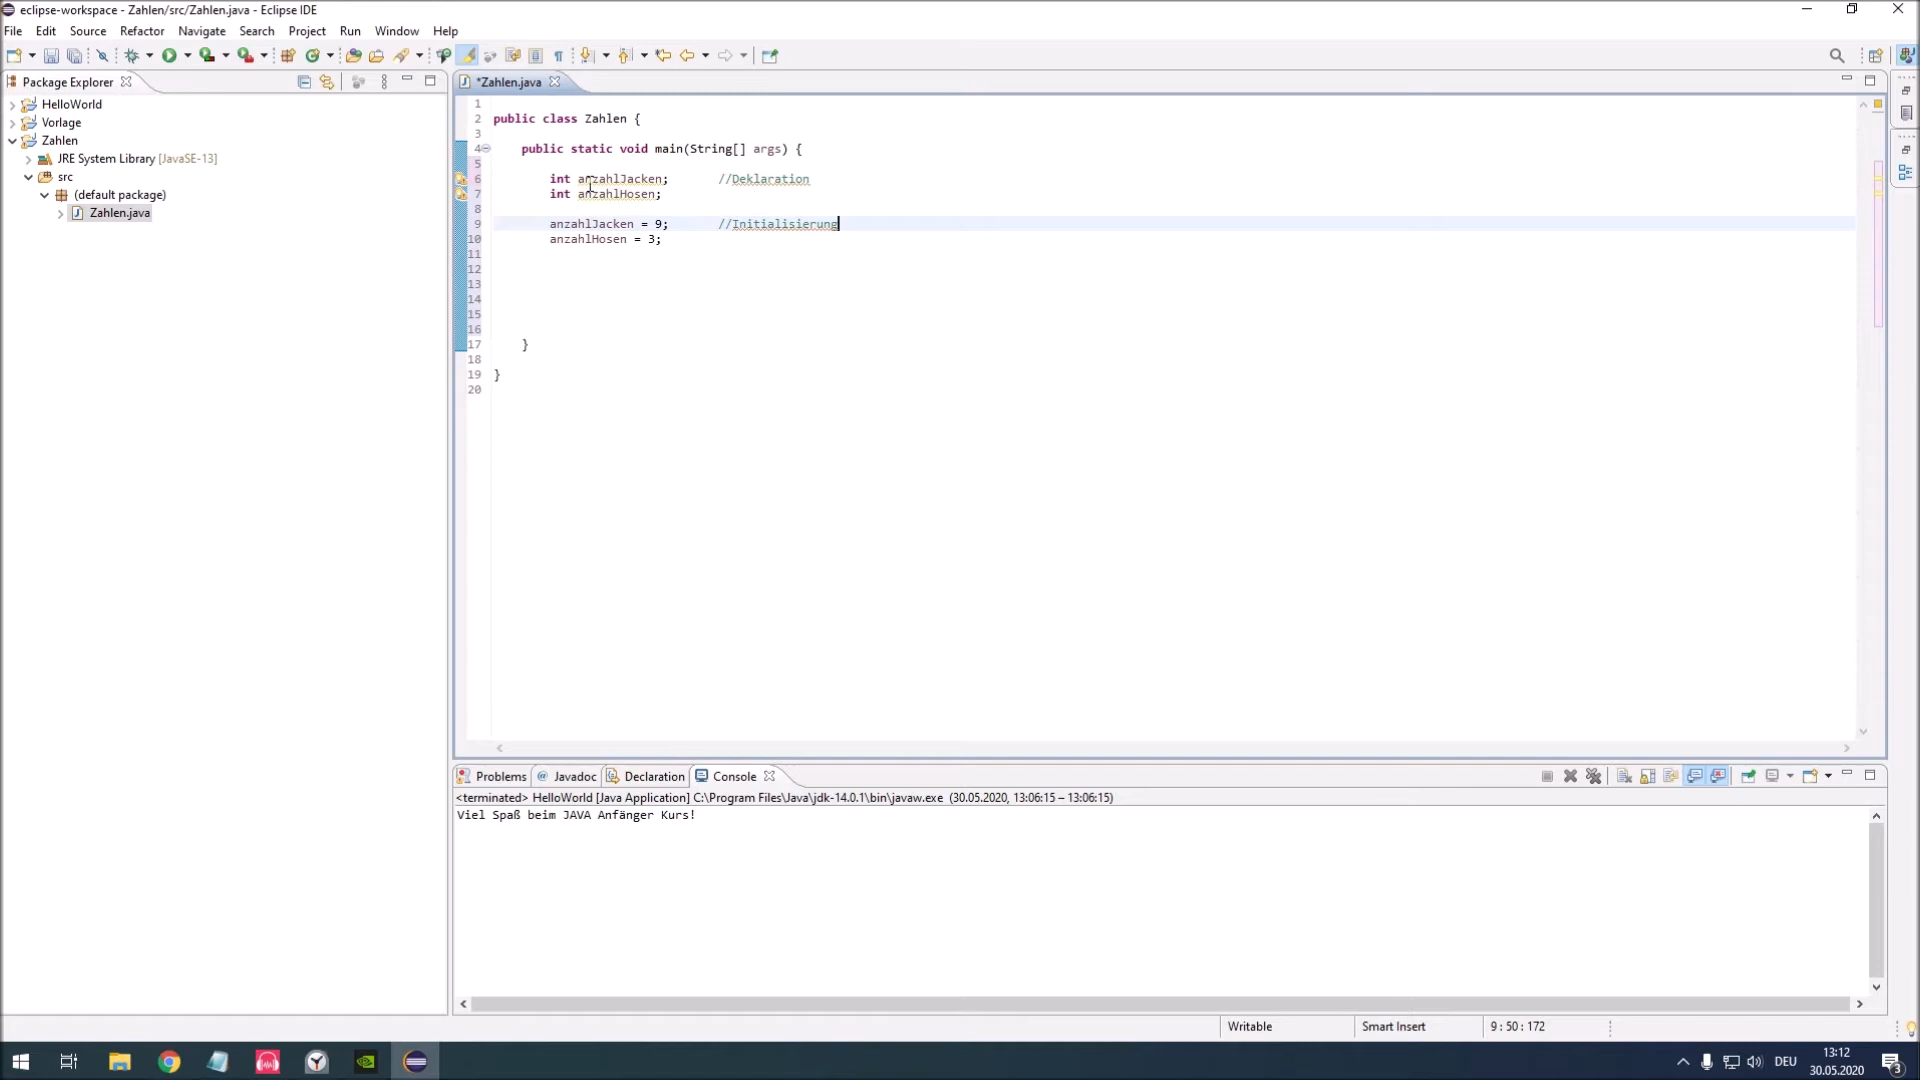 eclipse-workspace - Zahlen/src/Zahlen.java - Eclipse IDE
File Edit Source Refactor Navigate Search Project Run Window Help
Package Explorer
HelloWorld
Vorlage
Zahlen
JRE System Library [JavaSE-13]
src
(default package)
Zahlen.java
*Zahlen.java
1
2 public class Zahlen {
3
4 public static void main(String[] args) {
5
6 int anzahlJacken; //Deklaration
7 int anzahlHosen;
8
9 anzahlJacken = 9; //Initialisierung
10 anzahlHosen = 3;
11
12
13
14
15
16
17 }
18
19 }
20
Problems @ Javadoc Declaration Console
<terminated> HelloWorld [Java Application] C:\Program Files\Java\jdk-14.0.1\bin\javaw.exe (30.05.2020, 13:06:15 – 13:06:15)
Viel Spaß beim JAVA Anfänger Kurs!
Writable Smart Insert 9 : 50 : 172
DEU 13:12
30.05.2020 3